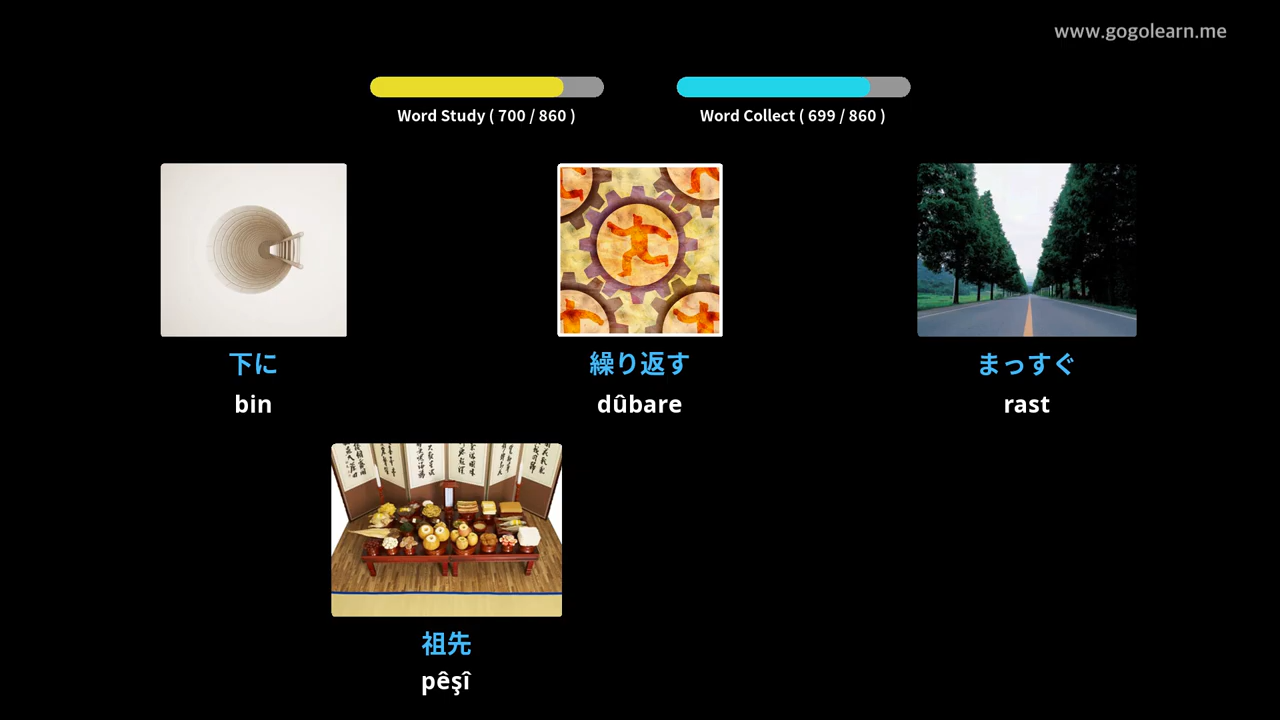 www.gogolearn.me
Word Study ( 700 / 860 )
Word Collect ( 699 / 860 )
下に
bin
繰り返す
dûbare
まっすぐ
rast
祖先
pêşî